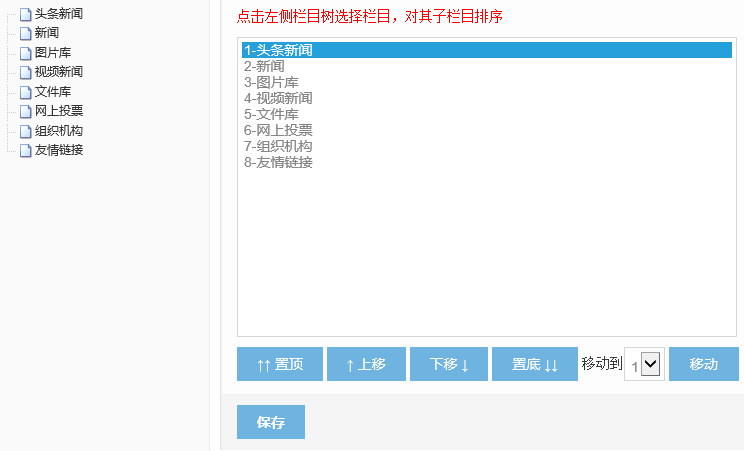 头条新闻
新闻
图片库
视频新闻
文件库
网上投票
组织机构
友情链接
点击左侧栏目树选择栏目，对其子栏目排序
1-头条新闻
2-新闻
3-图片库
4-视频新闻
5-文件库
6-网上投票
7-组织机构
8-友情链接
↑↑ 置顶 ↑ 上移 下移 ↓ 置底 ↓↓ 移动到 1 移动
保存